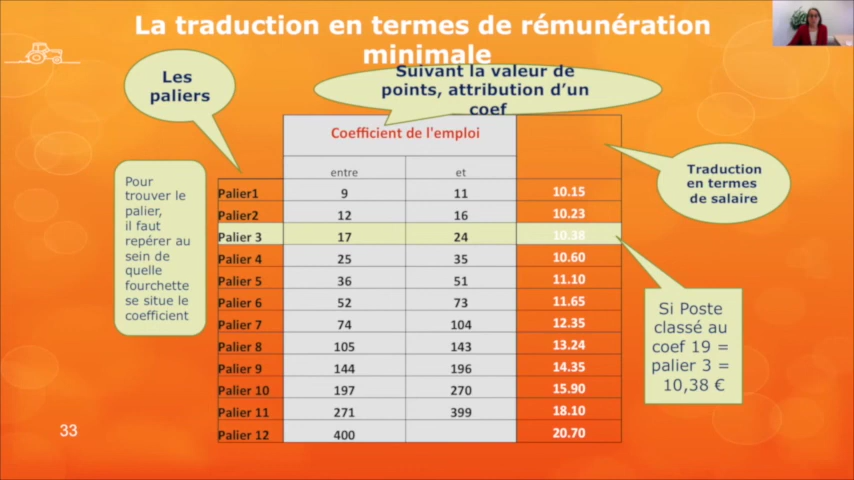 La traduction en termes de rémunération
minimale
Les
paliers
Suivant la valeur de
points, attribution d'un
coef
Coefficient de l'emploi
entre et
Palier1 9 11 10.15
Palier2 12 16 10.23
Palier 3 17 24 10.38
Palier 4 25 35 10.60
Palier 5 36 51 11.10
Palier 6 52 73 11.65
Palier 7 74 104 12.35
Palier 8 105 143 13.24
Palier 9 144 196 14.35
Palier 10 197 270 15.90
Palier 11 271 399 18.10
Palier 12 400 20.70
Pour
trouver le
palier,
il faut
repérer au
sein de
quelle
fourchette
se situe le
coefficient
Traduction
en termes
de salaire
Si Poste
classé au
coef 19 =
palier 3 =
10,38 €
33